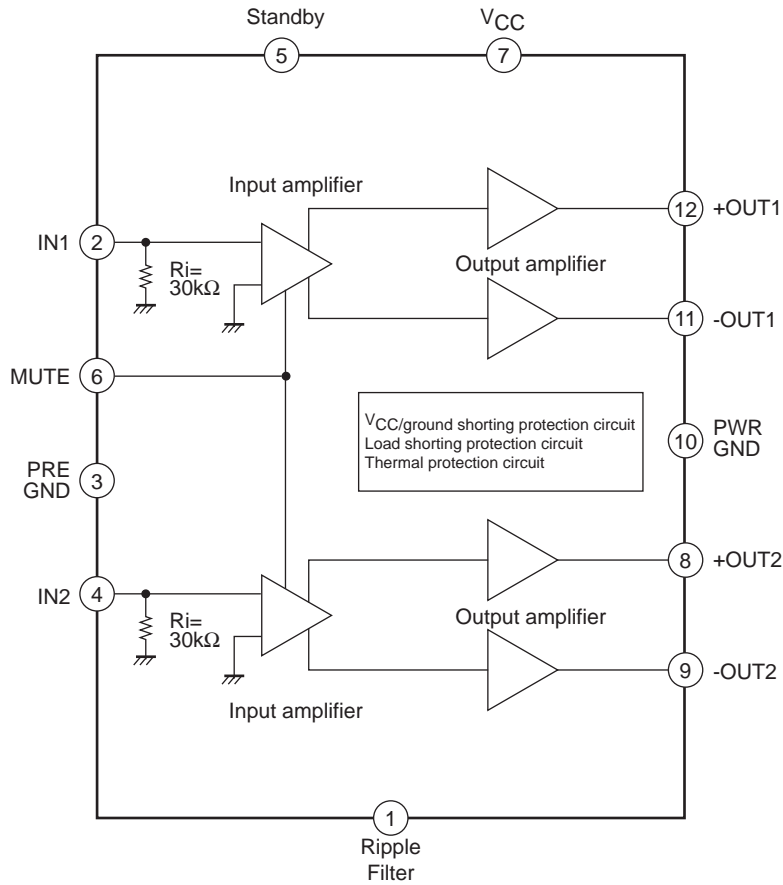 Standby
VCC
5
7
Input amplifier
IN1
2
12
+OUT1
Ri=
30kΩ
Output amplifier
11
-OUT1
MUTE
6
VCC/ground shorting protection circuit
Load shorting protection circuit
Thermal protection circuit
10
PWR
GND
PRE
GND
3
8
+OUT2
IN2
4
Ri=
30kΩ
Output amplifier
9
-OUT2
Input amplifier
1
Ripple
Filter